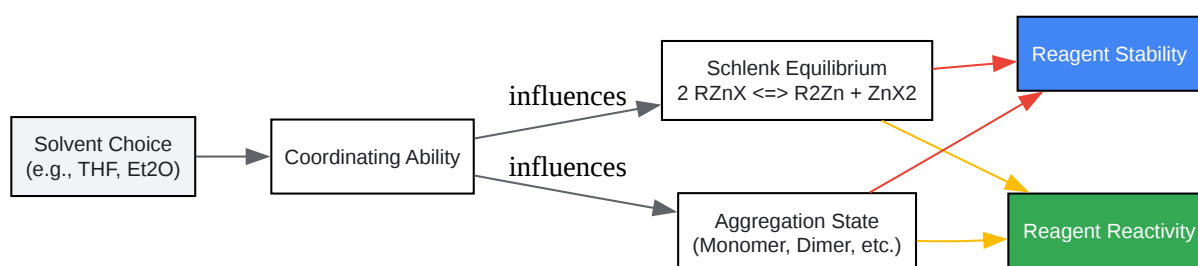 Solvent Choice
(e.g., THF, Et2O)
Coordinating Ability
influences
influences
Schlenk Equilibrium
2 RZnX <=> R2Zn + ZnX2
Aggregation State
(Monomer, Dimer, etc.)
Reagent Stability
Reagent Reactivity